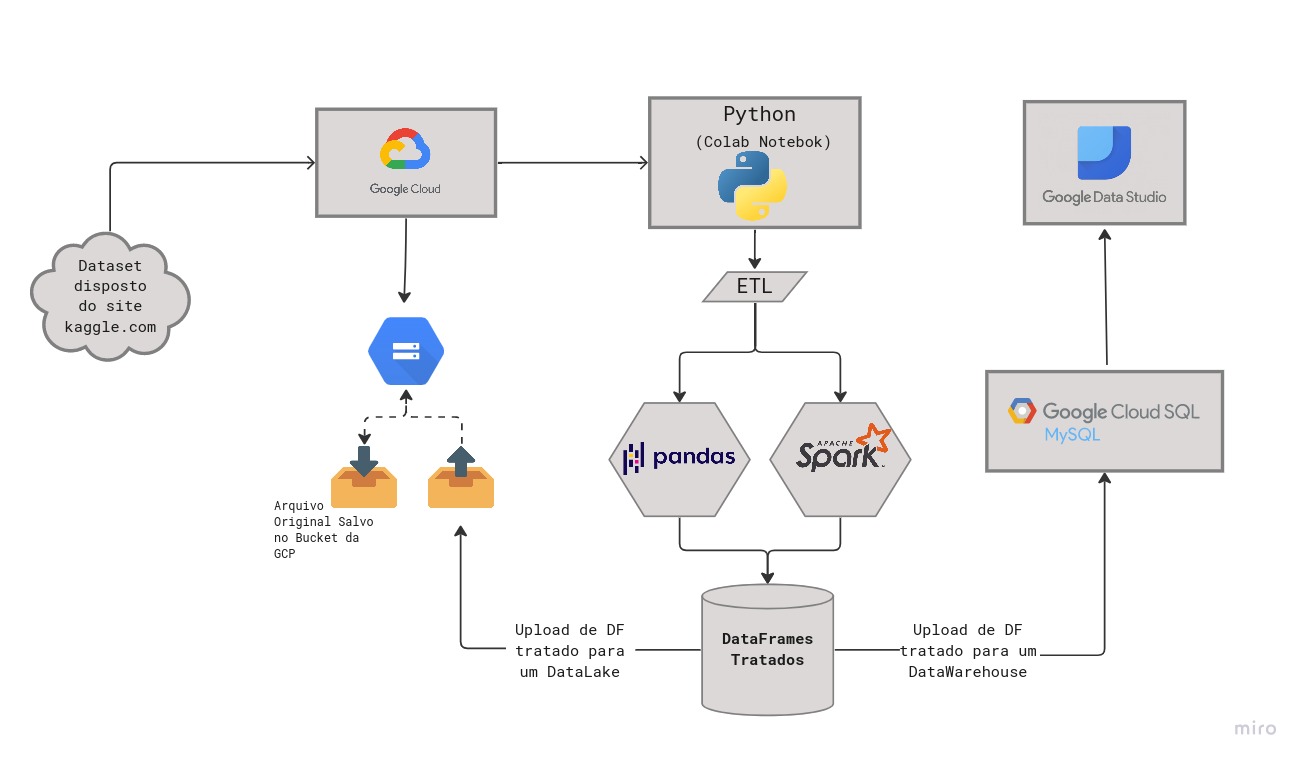 Dataset
disposto
do site
kaggle.com
Google Cloud
Python
(Colab Notebok)
Google Data Studio
ETL
pandas
APACHE
Spark
Google Cloud SQL
MySQL
Arquivo
Original Salvo
no Bucket da
GCP
Upload de DF
tratado para
um DataLake
DataFrames
Tratados
Upload de DF
tratado para um
DataWarehouse
miro